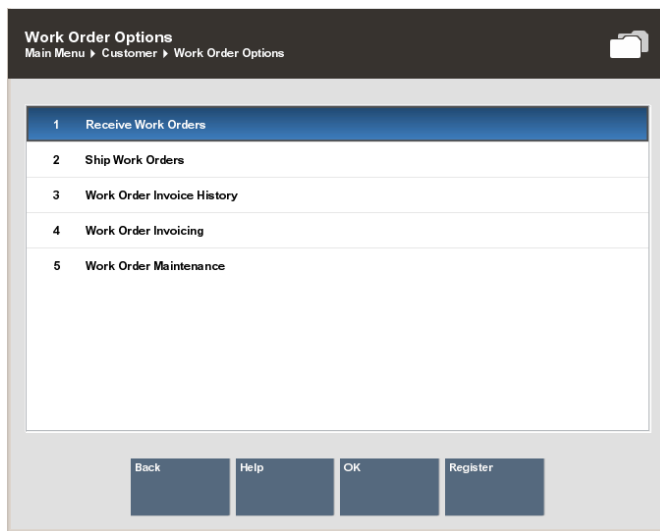 Work Order Options
Main Menu ▸ Customer ▸ Work Order Options
1 Receive Work Orders
2 Ship Work Orders
3 Work Order Invoice History
4 Work Order Invoicing
5 Work Order Maintenance
Back Help OK Register